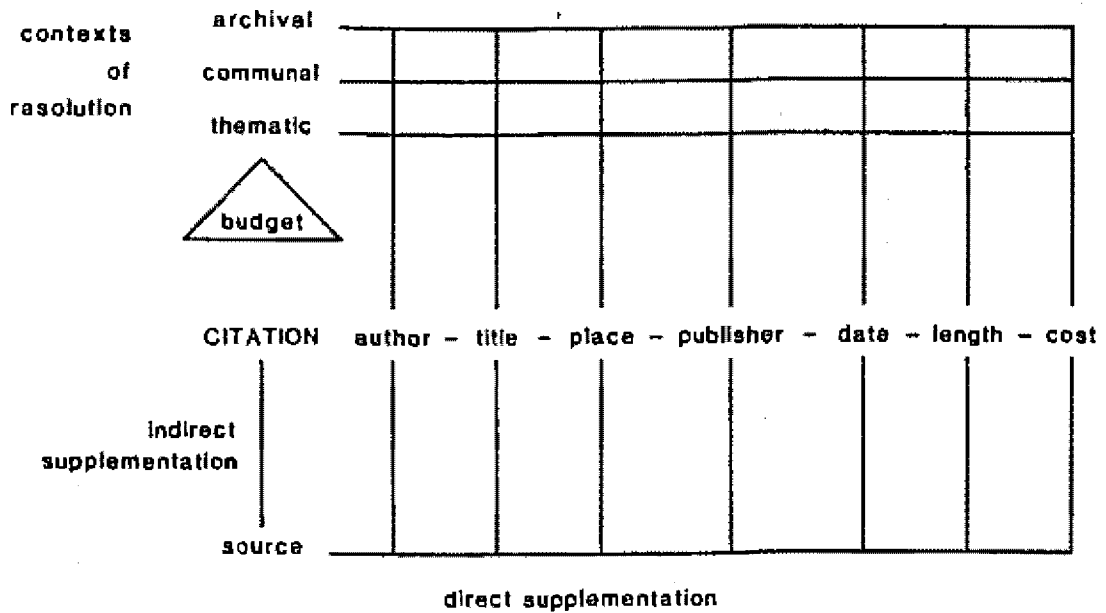 contexts
of
rasolution
archival
communal
thematic
budget
CITATION author - title - place - publisher - date - length - cost
indirect
supplementation
source
direct supplementation